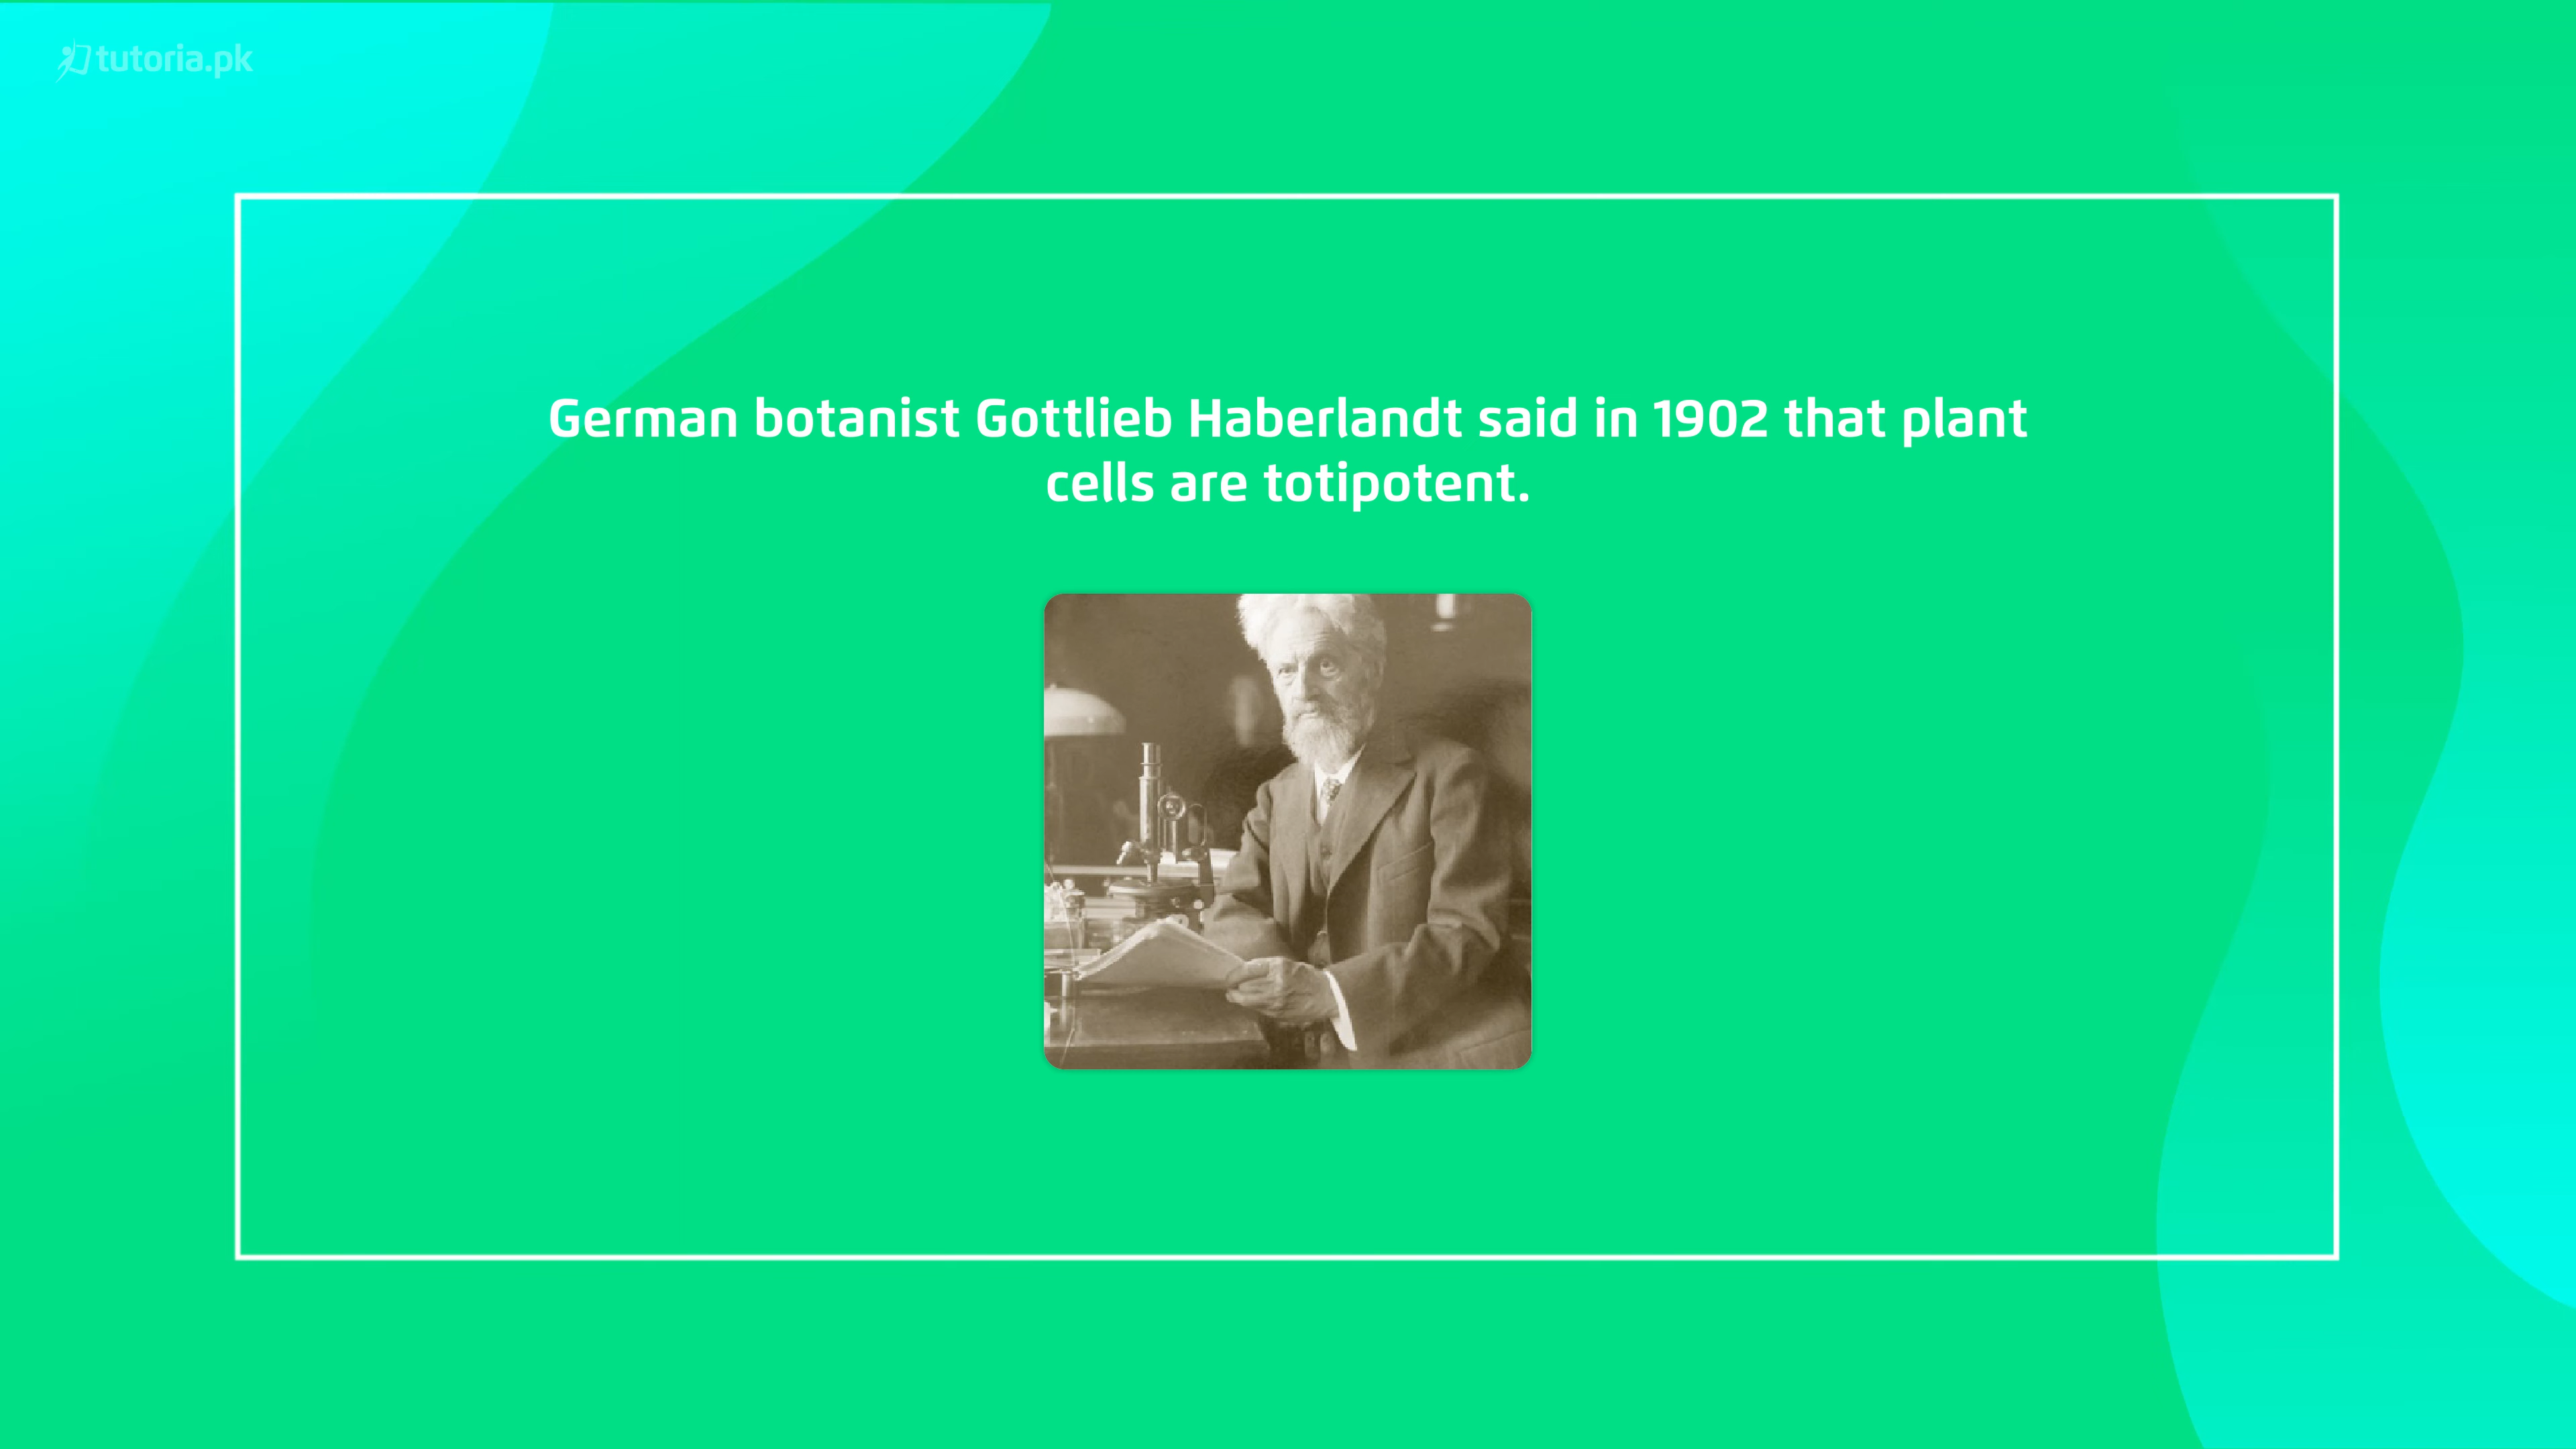 tutoria.pk
German botanist Gottlieb Haberlandt said in 1902 that plant
cells are totipotent.